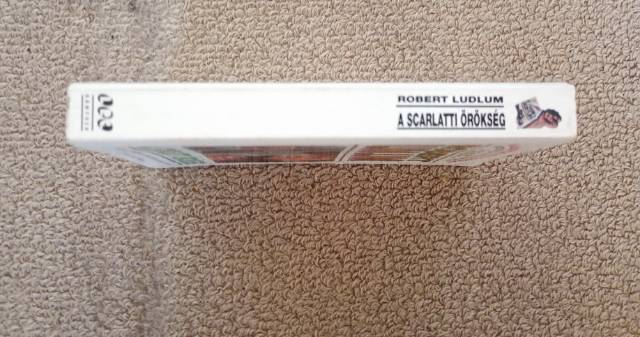 ROBERT LUDLUM
A SCARLATTI ÖRÖKSÉG